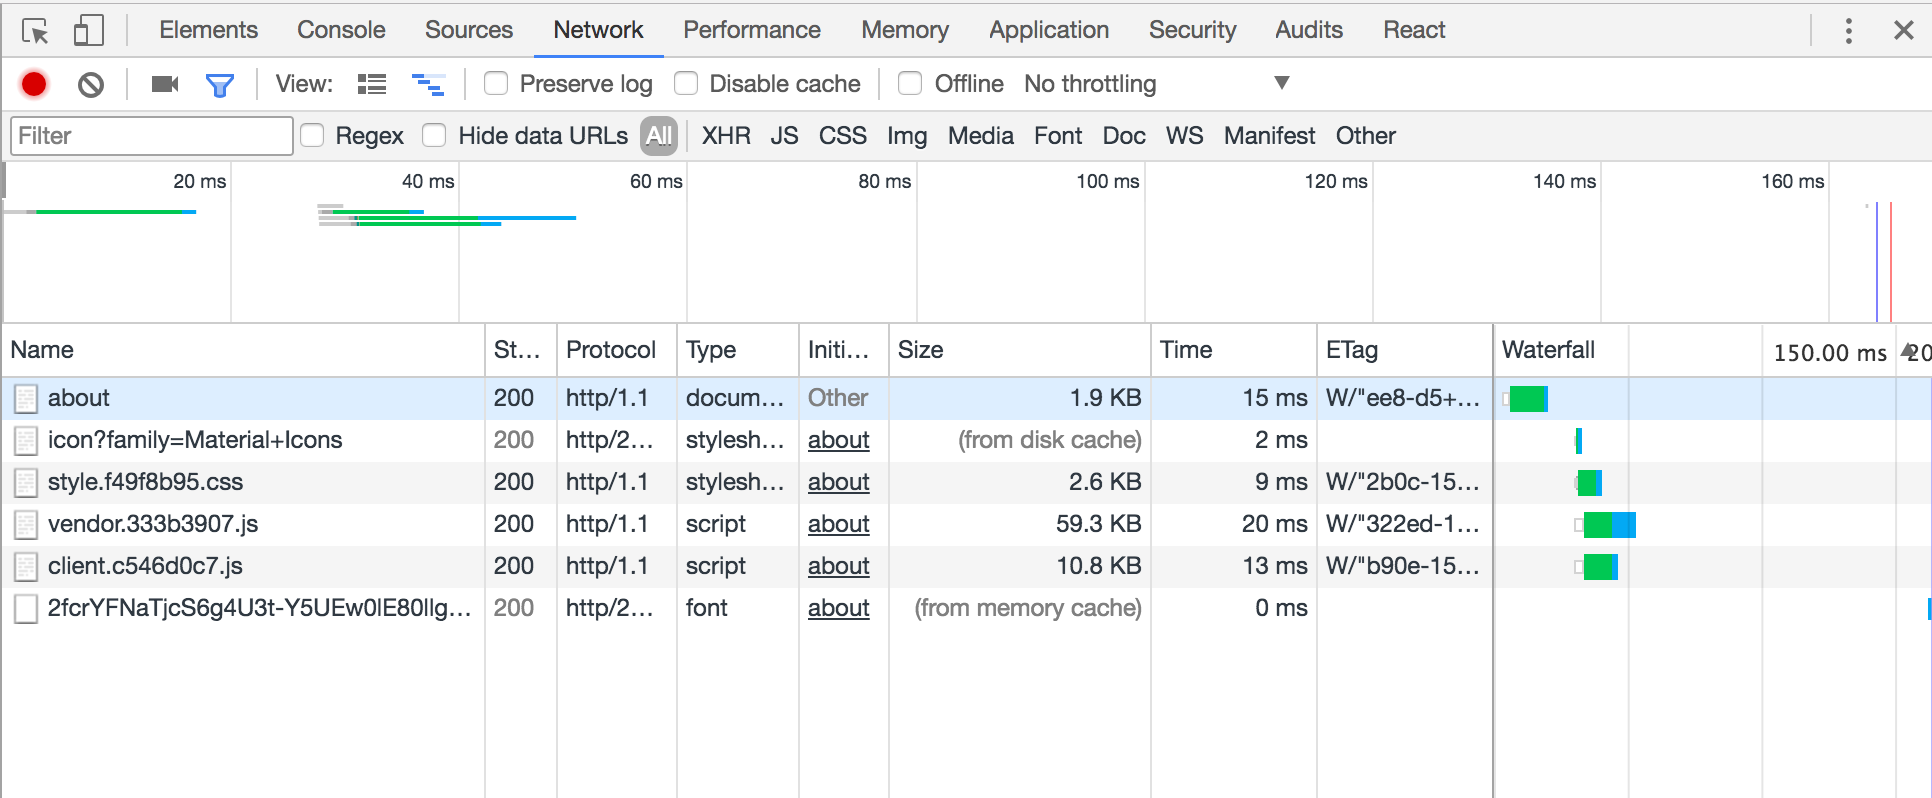 Elements Console Sources Network Performance Memory Application Security Audits React
View: Preserve log Disable cache Offline No throttling
Filter Regex Hide data URLs All XHR JS CSS Img Media Font Doc WS Manifest Other
20 ms 40 ms 60 ms 80 ms 100 ms 120 ms 140 ms 160 ms
Name St... Protocol Type Initi... Size Time ETag Waterfall 150.00 ms 20
about 200 http/1.1 docum... Other 1.9 KB 15 ms W/"ee8-d5+...
icon?family=Material+Icons 200 http/2... stylesh... about (from disk cache) 2 ms
style.f49f8b95.css 200 http/1.1 stylesh... about 2.6 KB 9 ms W/"2b0c-15...
vendor.333b3907.js 200 http/1.1 script about 59.3 KB 20 ms W/"322ed-1...
client.c546d0c7.js 200 http/1.1 script about 10.8 KB 13 ms W/"b90e-15...
2fcrYFNaTjcS6g4U3t-Y5UEw0lE80llg... 200 http/2... font about (from memory cache) 0 ms